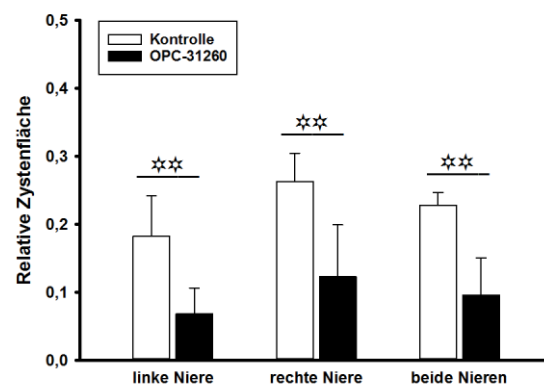 Relative Zystenfläche
0,5
0,4
0,3
0,2
0,1
0,0
Kontrolle
OPC-31260
☆☆
☆☆
☆☆
linke Niere
rechte Niere
beide Nieren